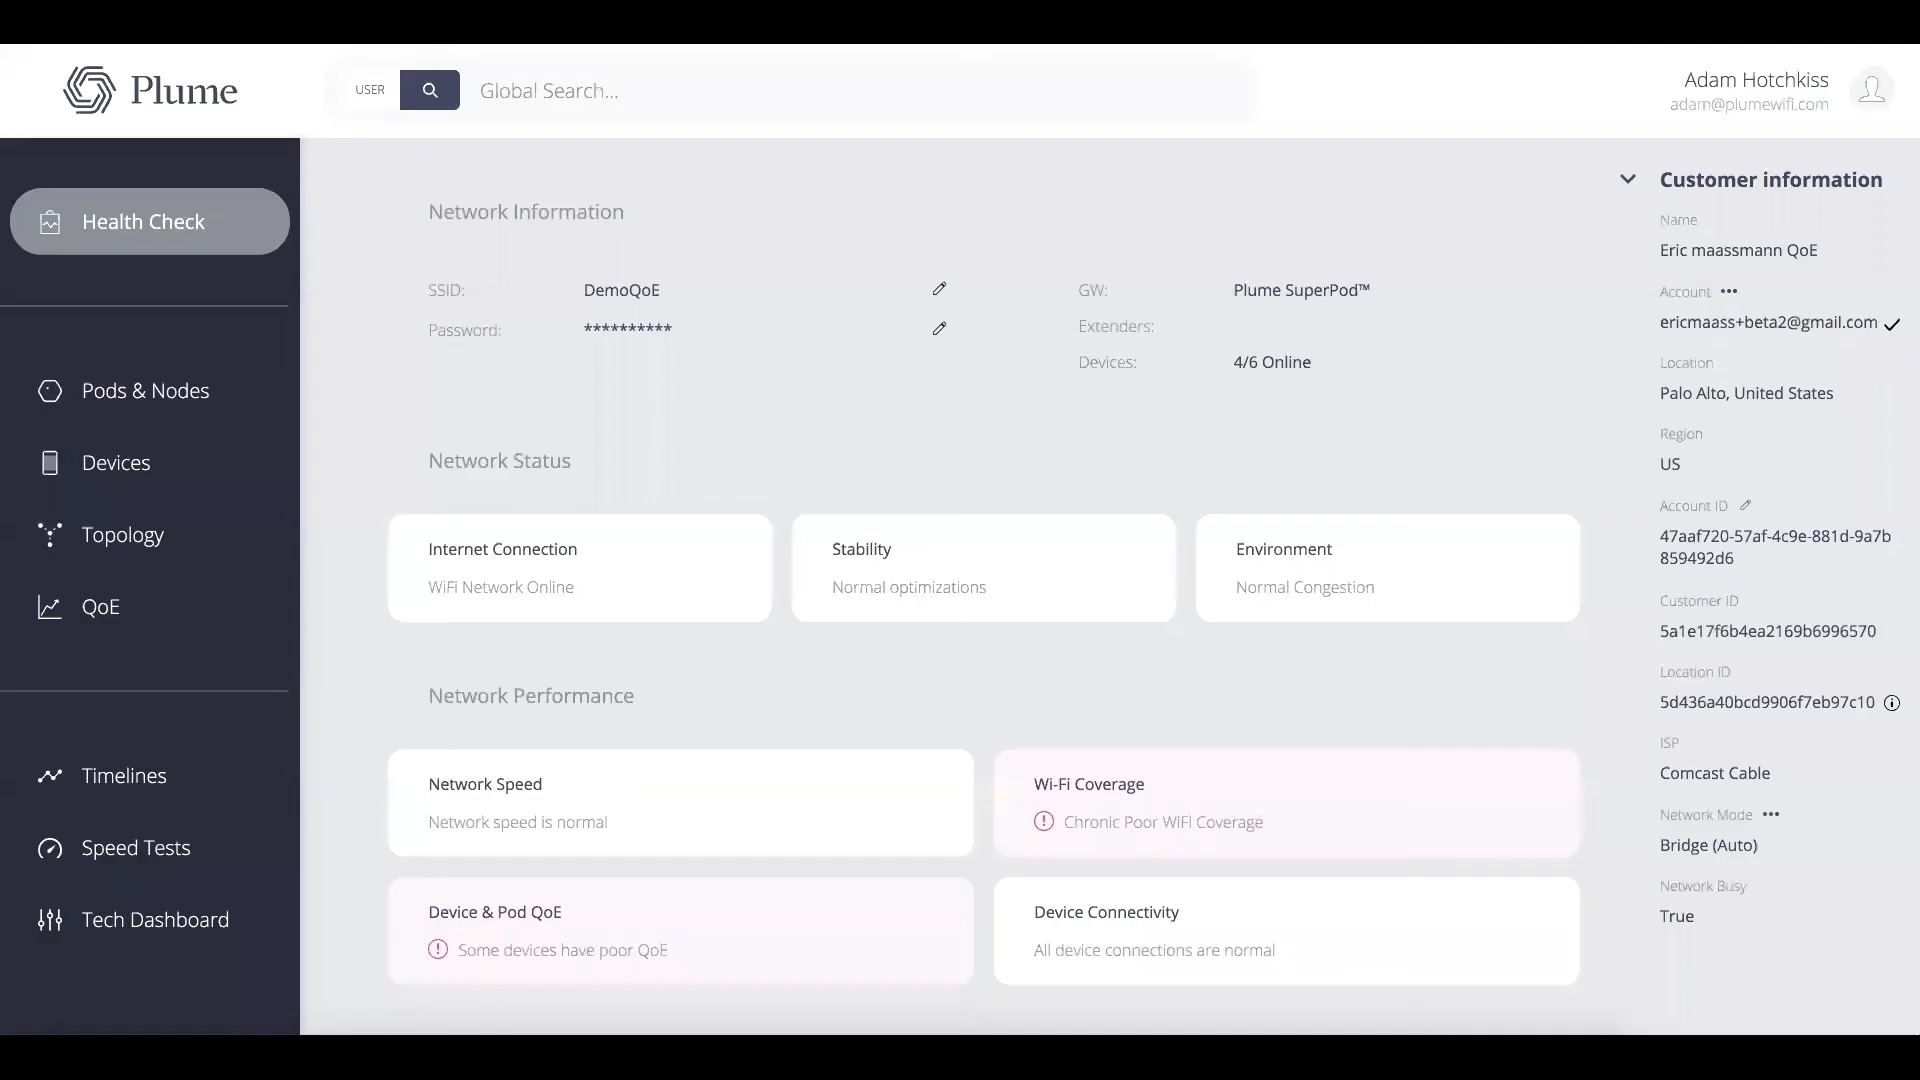 Plume
USER
Global Search...
Adam Hotchkiss
adam@plumewifi.com
Health Check
Pods & Nodes
Devices
Topology
QoE
Timelines
Speed Tests
Tech Dashboard
Network Information
SSID:
DemoQoE
Password:
**********
GW:
Plume SuperPod™
Extenders:
Devices:
4/6 Online
Network Status
Internet Connection
WiFi Network Online
Stability
Normal optimizations
Environment
Normal Congestion
Network Performance
Network Speed
Network speed is normal
Wi-Fi Coverage
Chronic Poor WiFi Coverage
Device & Pod QoE
Some devices have poor QoE
Device Connectivity
All device connections are normal
Customer information
Name
Eric maassmann QoE
Account •••
ericmaass+beta2@gmail.com
Location
Palo Alto, United States
Region
US
Account ID
47aaf720-57af-4c9e-881d-9a7b
859492d6
Customer ID
5a1e17f6b4ea2169b6996570
Location ID
5d436a40bcd9906f7eb97c10
ISP
Comcast Cable
Network Mode •••
Bridge (Auto)
Network Busy
True